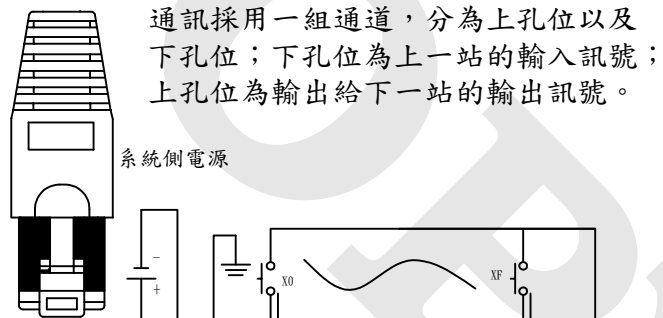 通訊採用一組通道，分為上孔位以及
下孔位；下孔位為上一站的輸入訊號；
上孔位為輸出給下一站的輸出訊號。
系統側電源
-
+
X0
XF